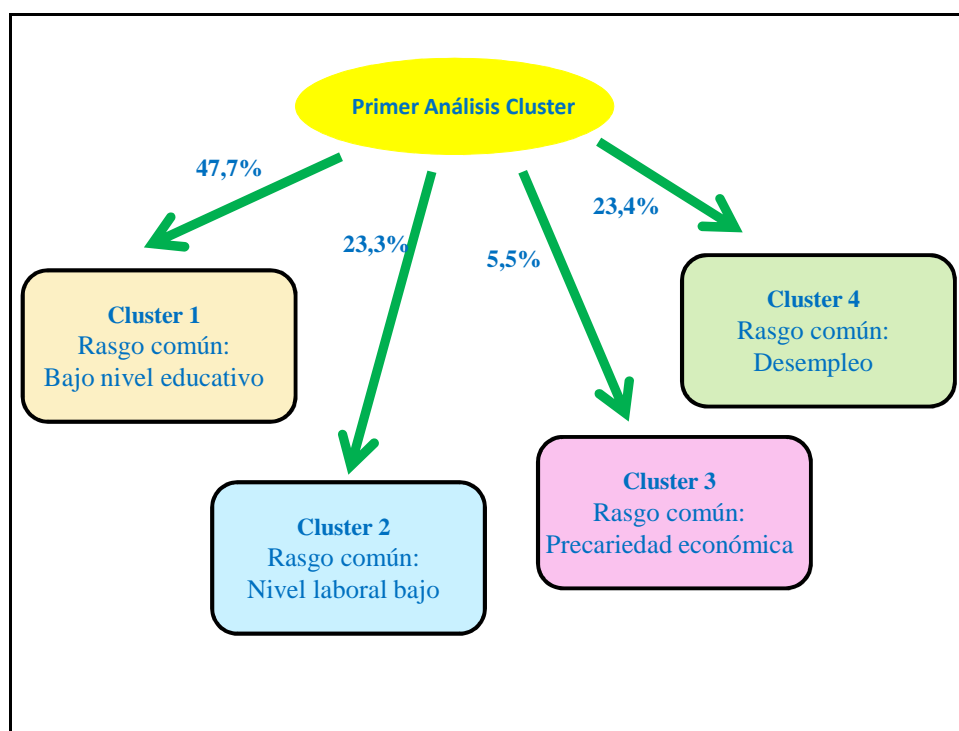 Primer Análisis Cluster
47,7%
23,3%
5,5%
23,4%
Cluster 1
Rasgo común:
Bajo nivel educativo
Cluster 2
Rasgo común:
Nivel laboral bajo
Cluster 3
Rasgo común:
Precariedad económica
Cluster 4
Rasgo común:
Desempleo